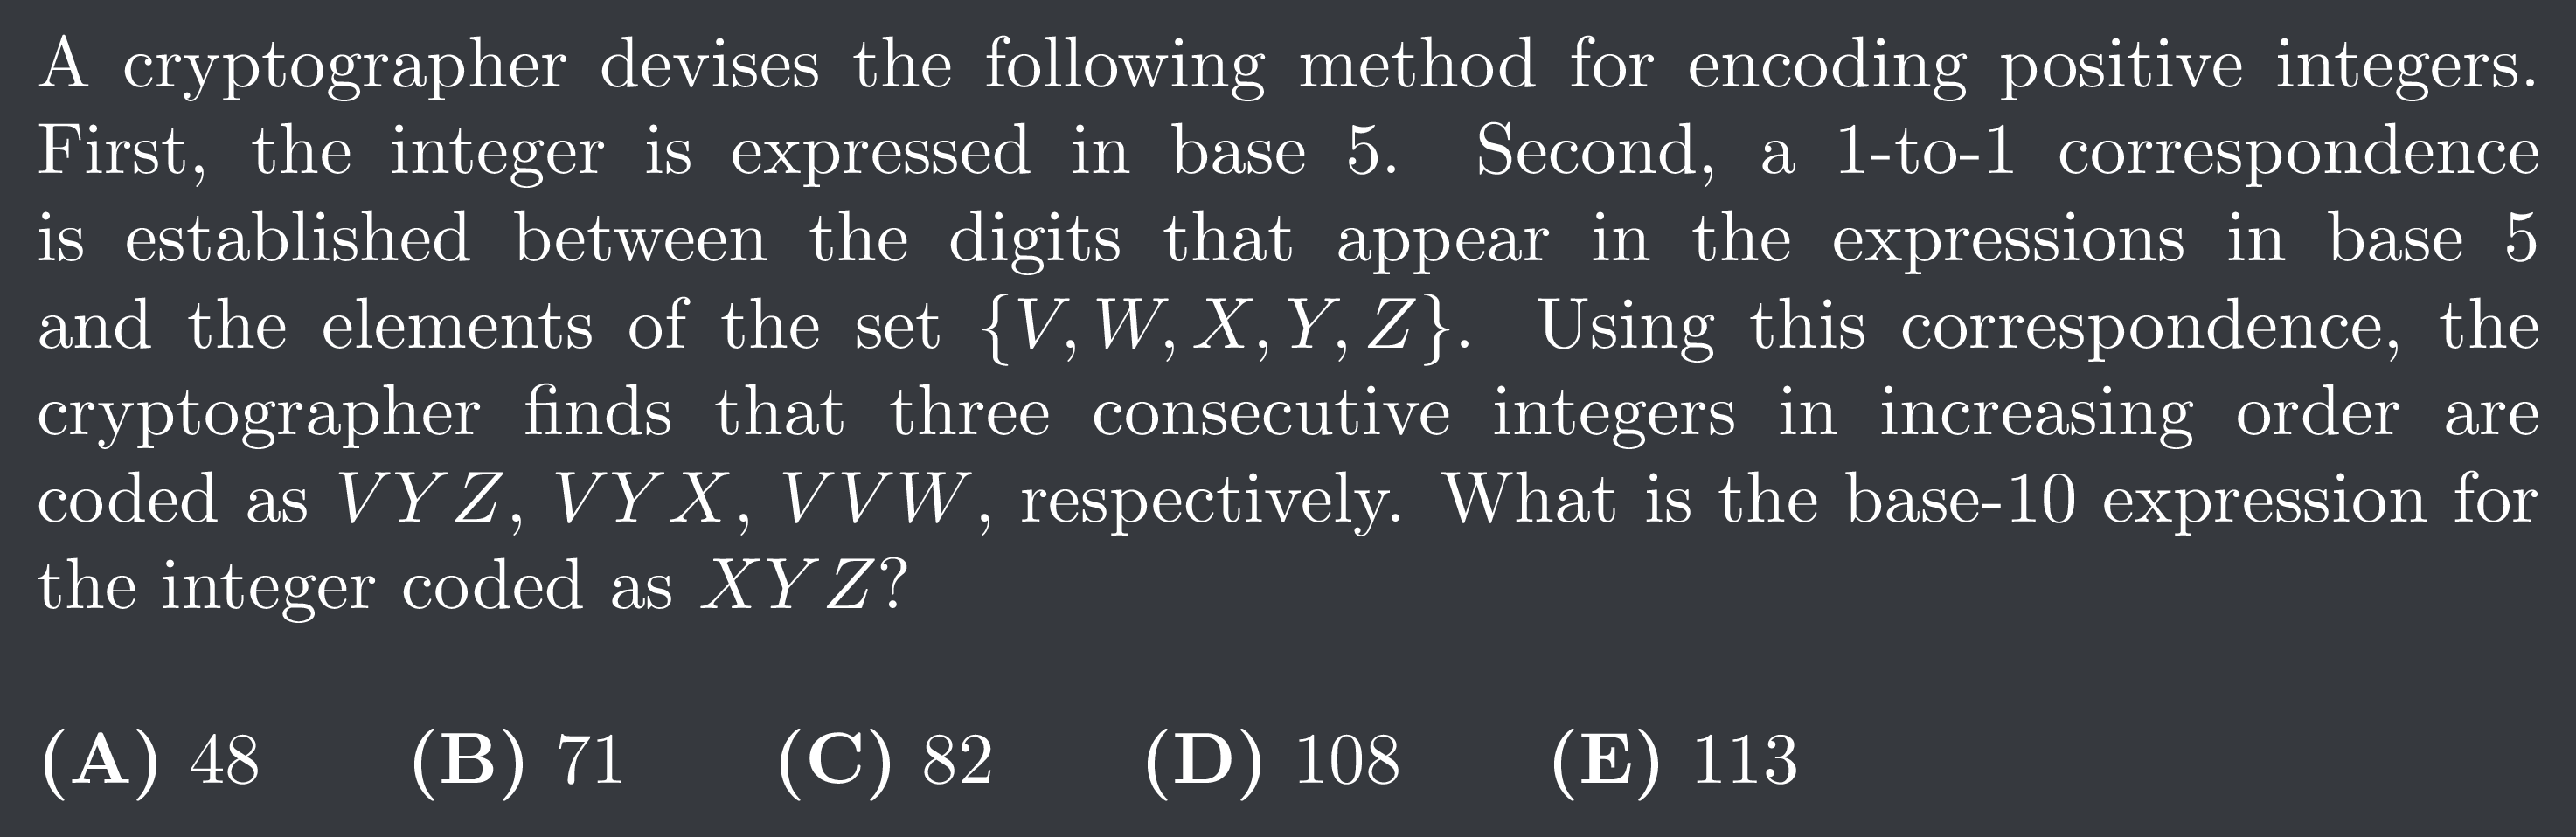 A cryptographer devises the following method for encoding positive integers.
First, the integer is expressed in base 5. Second, a 1-to-1 correspondence
is established between the digits that appear in the expressions in base 5
and the elements of the set {V, W, X, Y, Z}. Using this correspondence, the
cryptographer finds that three consecutive integers in increasing order are
coded as VYZ, VYX, VVW, respectively. What is the base-10 expression for
the integer coded as XYZ?
(A) 48 (B) 71 (C) 82 (D) 108 (E) 113